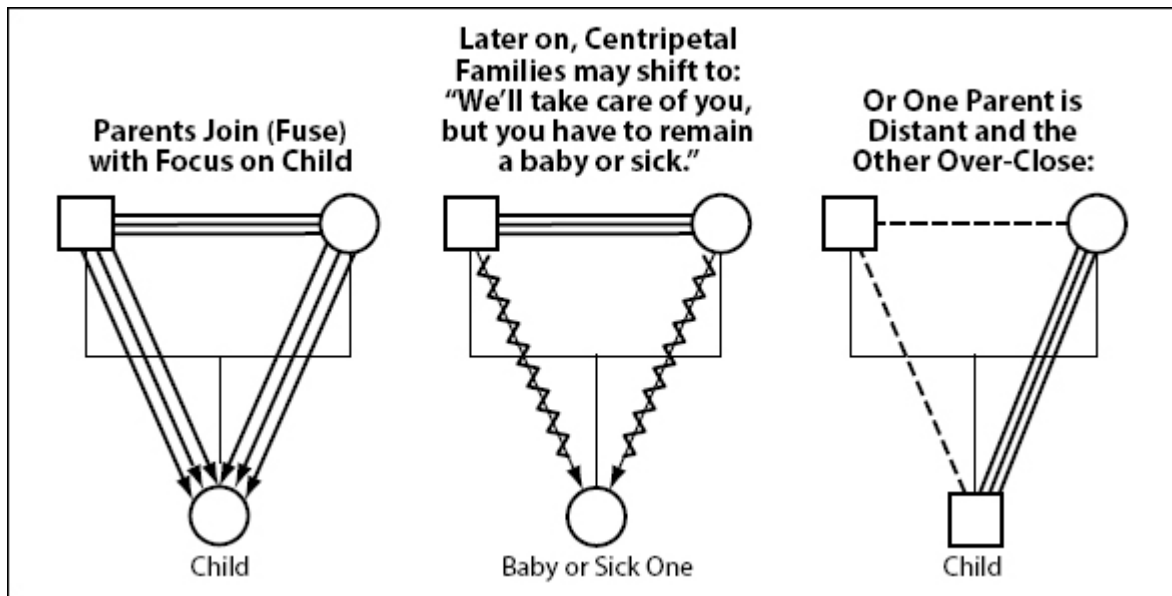 Parents Join (Fuse)
with Focus on Child
Later on, Centripetal
Families may shift to:
“We’ll take care of you,
but you have to remain
a baby or sick.”
Or One Parent is
Distant and the
Other Over-Close:
Child
Baby or Sick One
Child